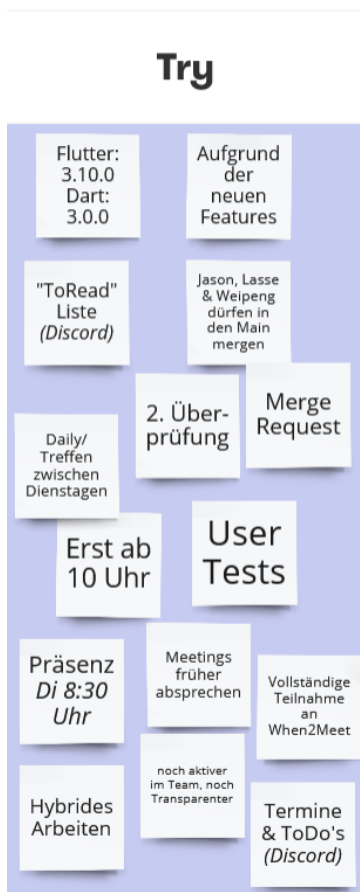 Try
Flutter:
3.10.0
Dart:
3.0.0
Aufgrund
der
neuen
Features
"ToRead"
Liste
(Discord)
Jason, Lasse
& Weipeng
dürfen in
den Main
mergen
2. Über-
prüfung
Merge
Request
Daily/
Treffen
zwischen
Dienstagen
Erst ab
10 Uhr
User
Tests
Präsenz
Di 8:30
Uhr
Meetings
früher
absprechen
Vollständige
Teilnahme
an
When2Meet
Hybrides
Arbeiten
noch aktiver
im Team, noch
Transparenter
Termine
& ToDo's
(Discord)